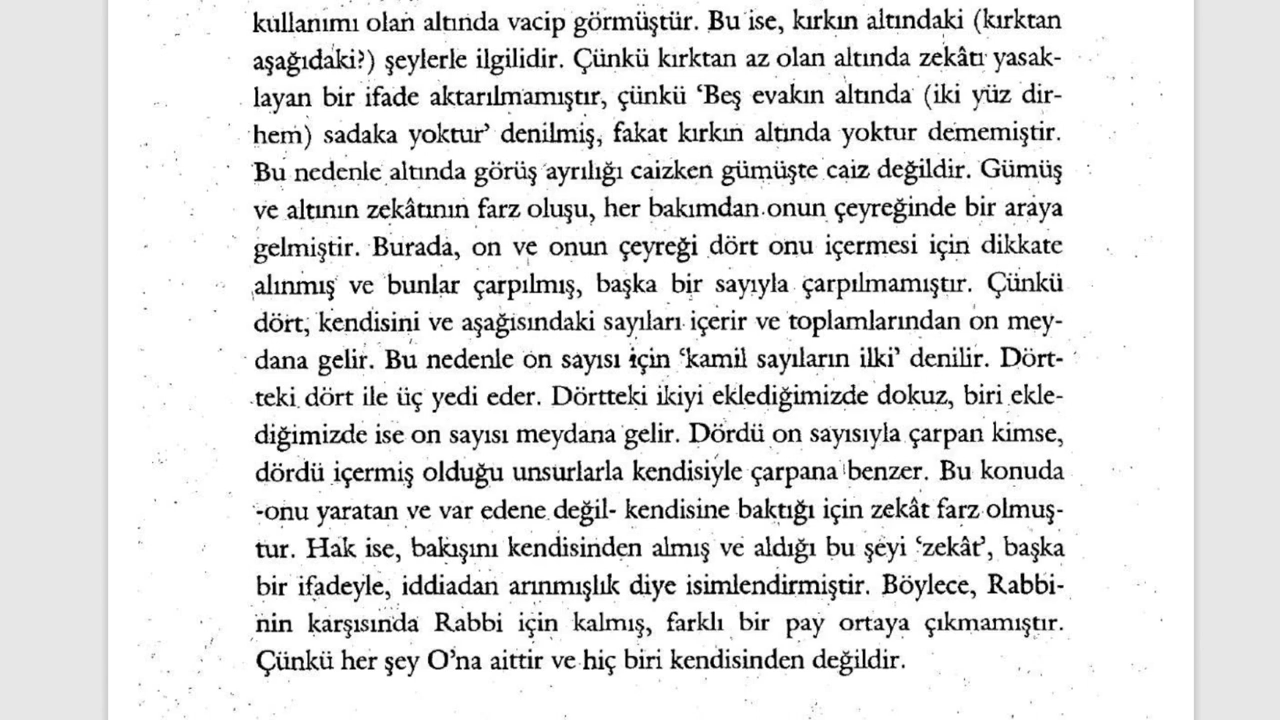 kullanımı olan altında vacip görmüştür. Bu ise, kırkın altındaki (kırktan
aşağıdaki?) şeylerle ilgilidir. Çünkü kırktan az olan altında zekâtı yasak-
layan bir ifade aktarılmamıştır, çünkü ‘Beş evakın altında (iki yüz dir-
hem) sadaka yoktur’ denilmiş, fakat kırkın altında yoktur dememiştir.
Bu nedenle altında görüş ayrılığı caizken gümüşte caiz değildir. Gümüş
ve altının zekâtının farz oluşu, her bakımdan onun çeyreğinde bir araya
gelmiştir. Burada, on ve onun çeyreği dört onu içermesi için dikkate
alınmış ve bunlar çarpılmış, başka bir sayıyla çarpılmamıştır. Çünkü
dört, kendisini ve aşağısındaki sayıları içerir ve toplamlarından on mey-
dana gelir. Bu nedenle on sayısı için ‘kamil sayıların ilki’ denilir. Dört-
teki dört ile üç yedi eder. Dörtteki ikiyi eklediğimizde dokuz, biri ekle-
diğimizde ise on sayısı meydana gelir. Dördü on sayısıyla çarpan kimse,
dördü içermiş olduğu unsurlarla kendisiyle çarpana benzer. Bu konuda
-onu yaratan ve var edene değil- kendisine baktığı için zekât farz olmuş-
tur. Hak ise, bakışını kendisinden almış ve aldığı bu şeyi ‘zekât’, başka
bir ifadeyle, iddiadan arınmışlık diye isimlendirmiştir. Böylece, Rabbi-
nin karşısında Rabbi için kalmış, farklı bir pay ortaya çıkmamıştır.
Çünkü her şey O’na aittir ve hiç biri kendisinden değildir.